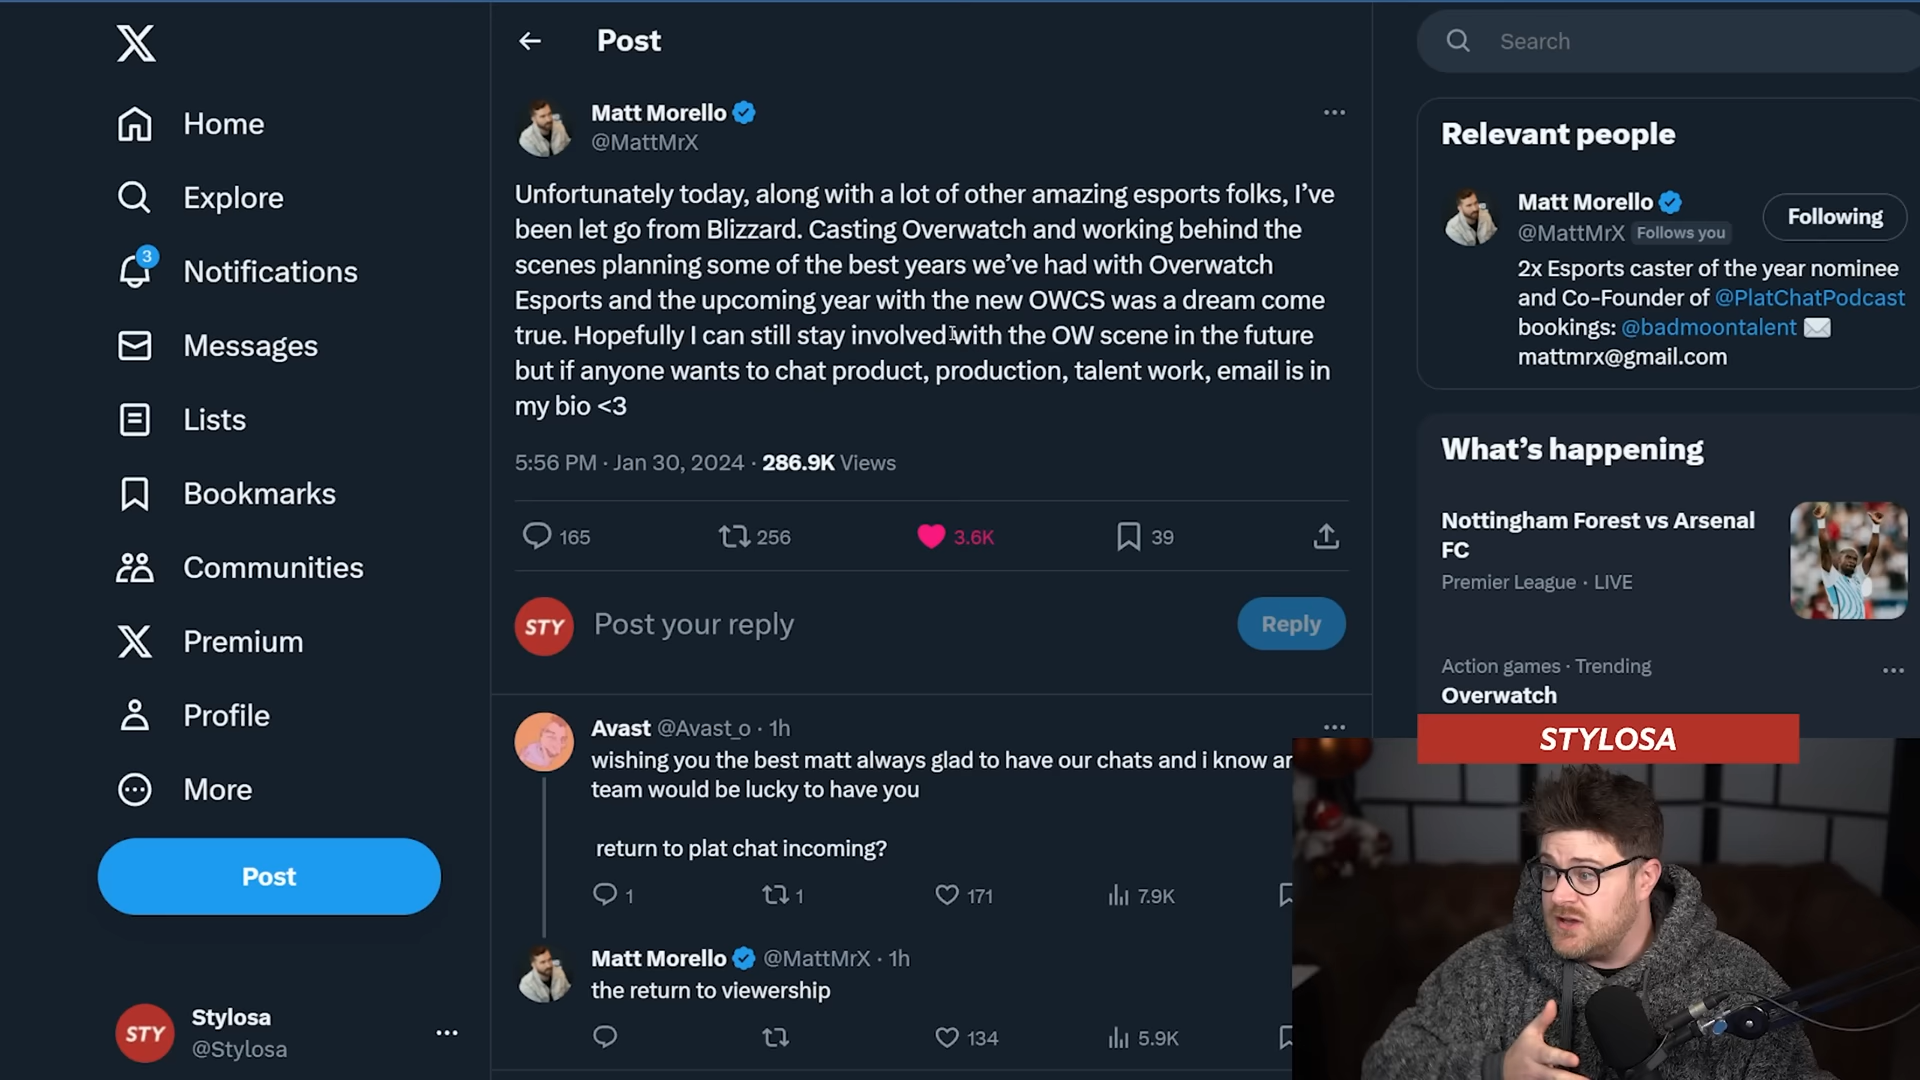 Home
Explore
3
Notifications
Messages
Lists
Bookmarks
Communities
Premium
Profile
More
Post
STY
Stylosa
@Stylosa
Post
Matt Morello
@MattMrX
Unfortunately today, along with a lot of other amazing esports folks, I've
been let go from Blizzard. Casting Overwatch and working behind the
scenes planning some of the best years we've had with Overwatch
Esports and the upcoming year with the new OWCS was a dream come
true. Hopefully I can still stay involved with the OW scene in the future
but if anyone wants to chat product, production, talent work, email is in
my bio <3
5:56 PM · Jan 30, 2024 · 286.9K Views
165 256 3.6K 39
STY Post your reply Reply
Avast @Avast_o · 1h
wishing you the best matt always glad to have our chats and i know
team would be lucky to have you
return to plat chat incoming?
1 1 171 7.9K
Matt Morello @MattMrX · 1h
the return to viewership
134 5.9K
Search
Relevant people
Matt Morello
@MattMrX Follows you
Following
2x Esports caster of the year nominee
and Co-Founder of @PlatChatPodcast
bookings: @badmoontalent ✉️
mattmrx@gmail.com
What's happening
Nottingham Forest vs Arsenal
FC
Premier League · LIVE
Action games · Trending
Overwatch
STYLOSA